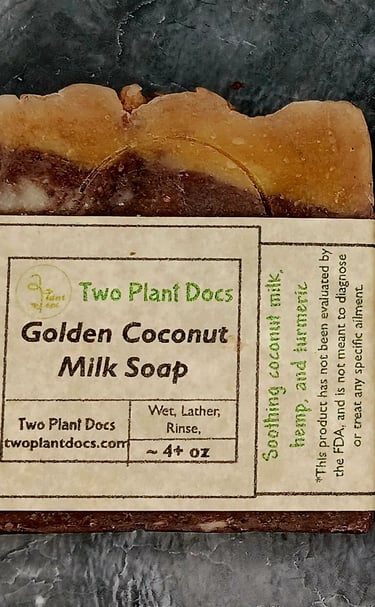 Two Plant Docs
Golden Coconut
Milk Soap
Two Plant Docs
twoplantdocs.com
Wet, Lather,
Rinse,
~ 4+ oz
Soothing coconut milk,
hemp, and turmeric
*This product has not been evaluated by
the FDA, and is not meant to diagnose
or treat any specific ailment